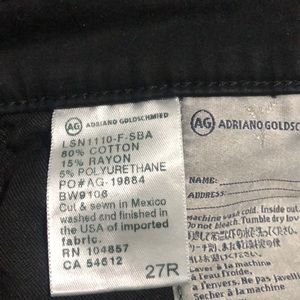 AG ADRIANO GOLDSCHMIED
LSN1110-F-SBA
80% COTTON
15% RAYON
5% POLYURETHANE
PO#AG-19884
BW9106
Cut & sewn in Mexico
washed and finished in
the USA of imported
fabric.
RN 104857
CA 54612
27R
AG ADRIANO GOLDSC
NAME:
ADDRESS:
Machine wash cold. Inside out.
Do not bleach. Tumble dry low
Laver à la machine
à l'envers. Ne pas javell
Sécher à la machine